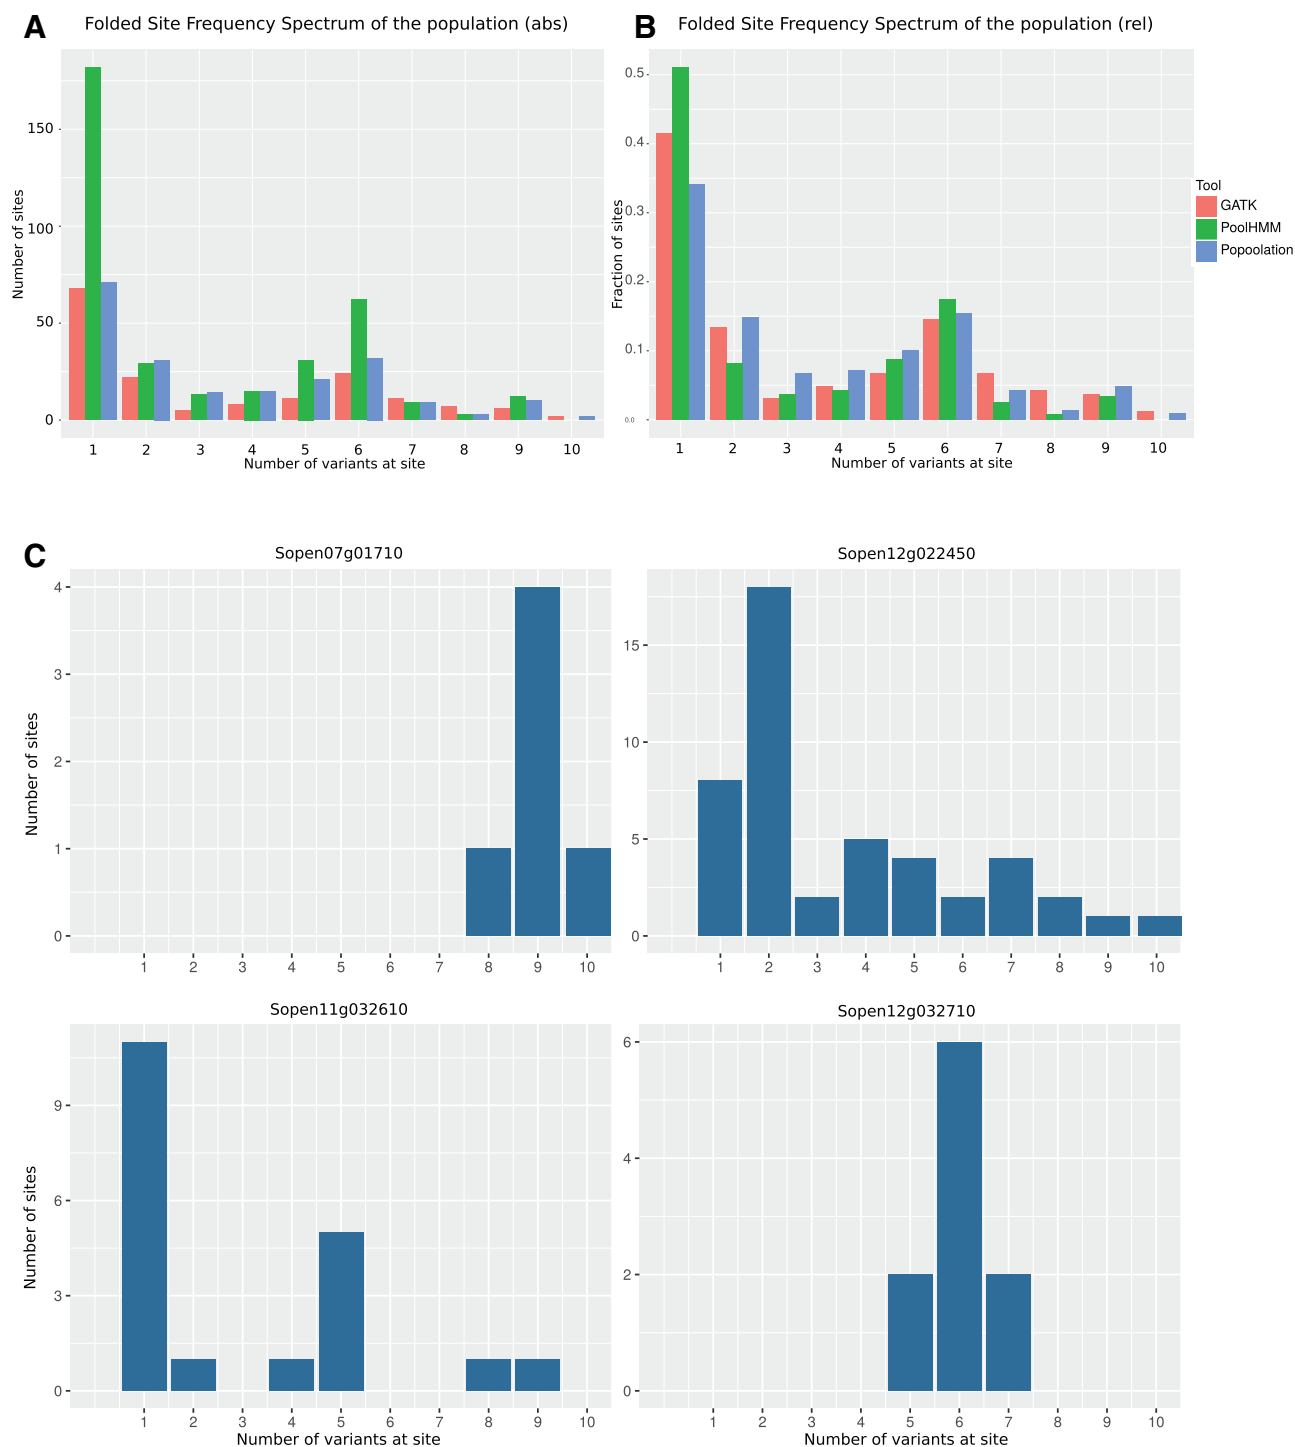 A
Folded Site Frequency Spectrum of the population (abs)
Number of sites
150
100
50
0
1 2 3 4 5 6 7 8 9 10
Number of variants at site
B
Folded Site Frequency Spectrum of the population (rel)
Fraction of sites
0.5
0.4
0.3
0.2
0.1
0.0
1 2 3 4 5 6 7 8 9 10
Number of variants at site
Tool
GATK
PoolHMM
Popoolation
C
Sopen07g01710
Number of sites
4
3
2
1
0
1 2 3 4 5 6 7 8 9 10
Sopen12g022450
15
10
5
0
1 2 3 4 5 6 7 8 9 10
Sopen11g032610
Number of sites
9
6
3
0
1 2 3 4 5 6 7 8 9 10
Number of variants at site
Sopen12g032710
6
4
2
0
1 2 3 4 5 6 7 8 9 10
Number of variants at site